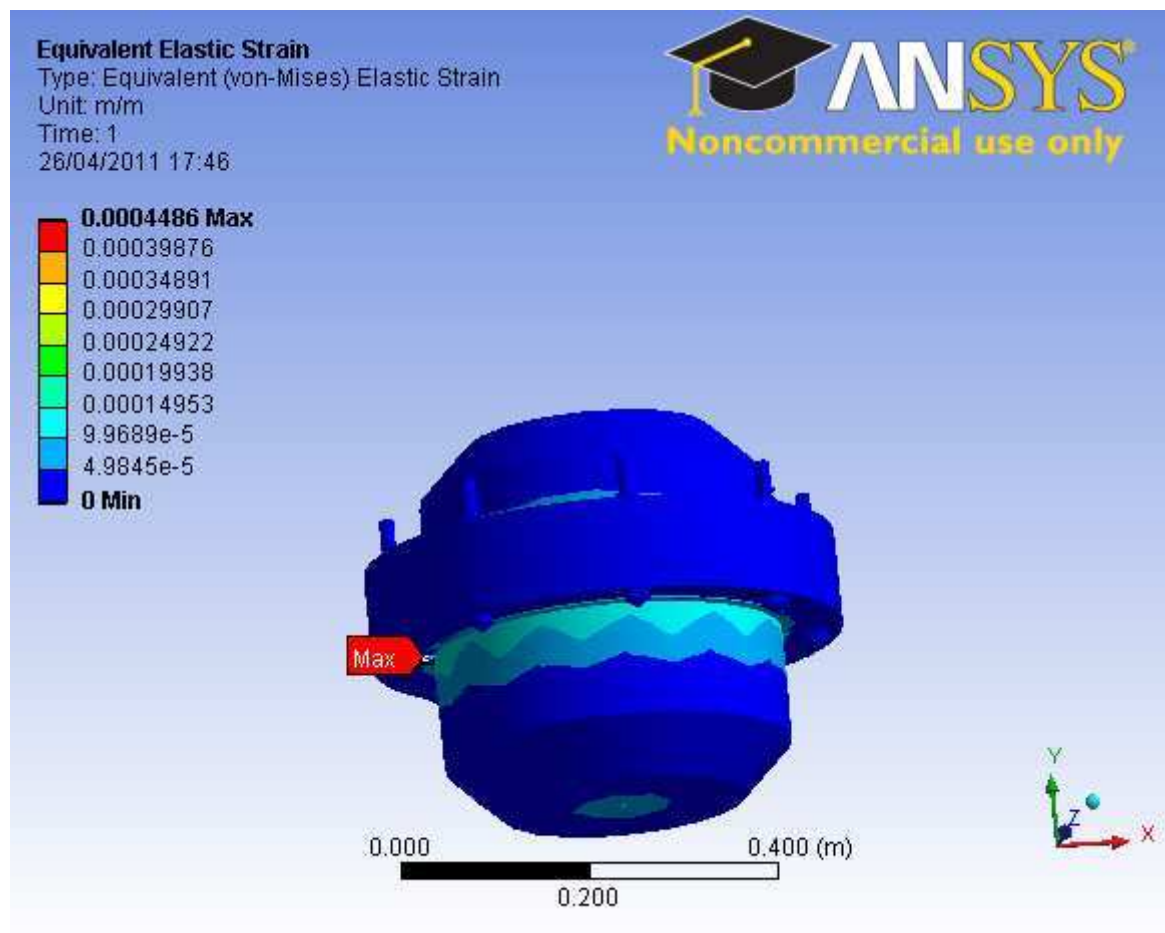 Equivalent Elastic Strain
Type: Equivalent (von-Mises) Elastic Strain
Unit: m/m
Time: 1
26/04/2011 17:46
ANSYS®
Noncommercial use only
0.0004486 Max
0.00039876
0.00034891
0.00029907
0.00024922
0.00019938
0.00014953
9.9689e-5
4.9845e-5
0 Min
Max
Y
Z
X
0.000
0.400 (m)
0.200